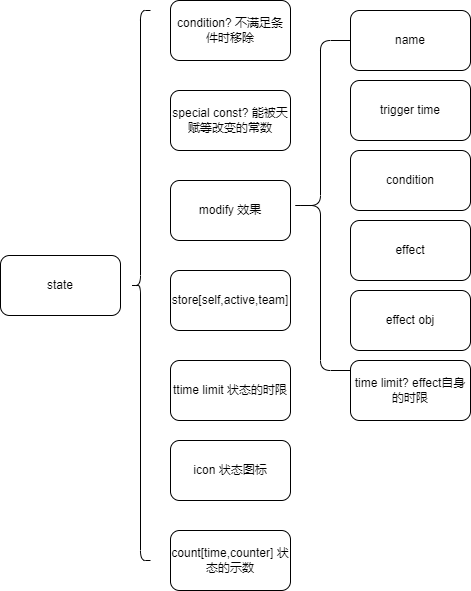 state
condition? 不满足条
件时移除
special const? 能被天
赋等改变的常数
modify 效果
store[self,active,team]
ttime limit 状态的时限
icon 状态图标
count[time,counter] 状
态的示数
name
trigger time
condition
effect
effect obj
time limit? effect自身
的时限